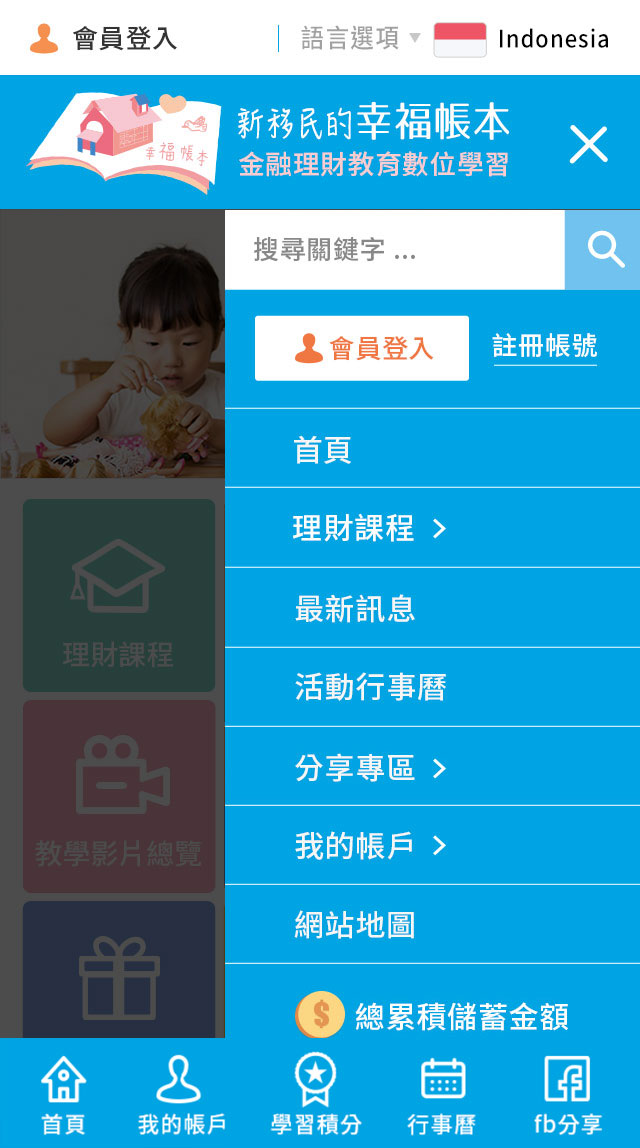 會員登入
語言選項
Indonesia
新移民的幸福帳本
金融理財教育數位學習
幸福帳本
搜尋關鍵字 ...
會員登入
註冊帳號
首頁
理財課程
最新訊息
活動行事曆
分享專區
我的帳戶
網站地圖
$ 總累積儲蓄金額
理財課程
教學影片總覽
首頁
我的帳戶
學習積分
行事曆
fb分享